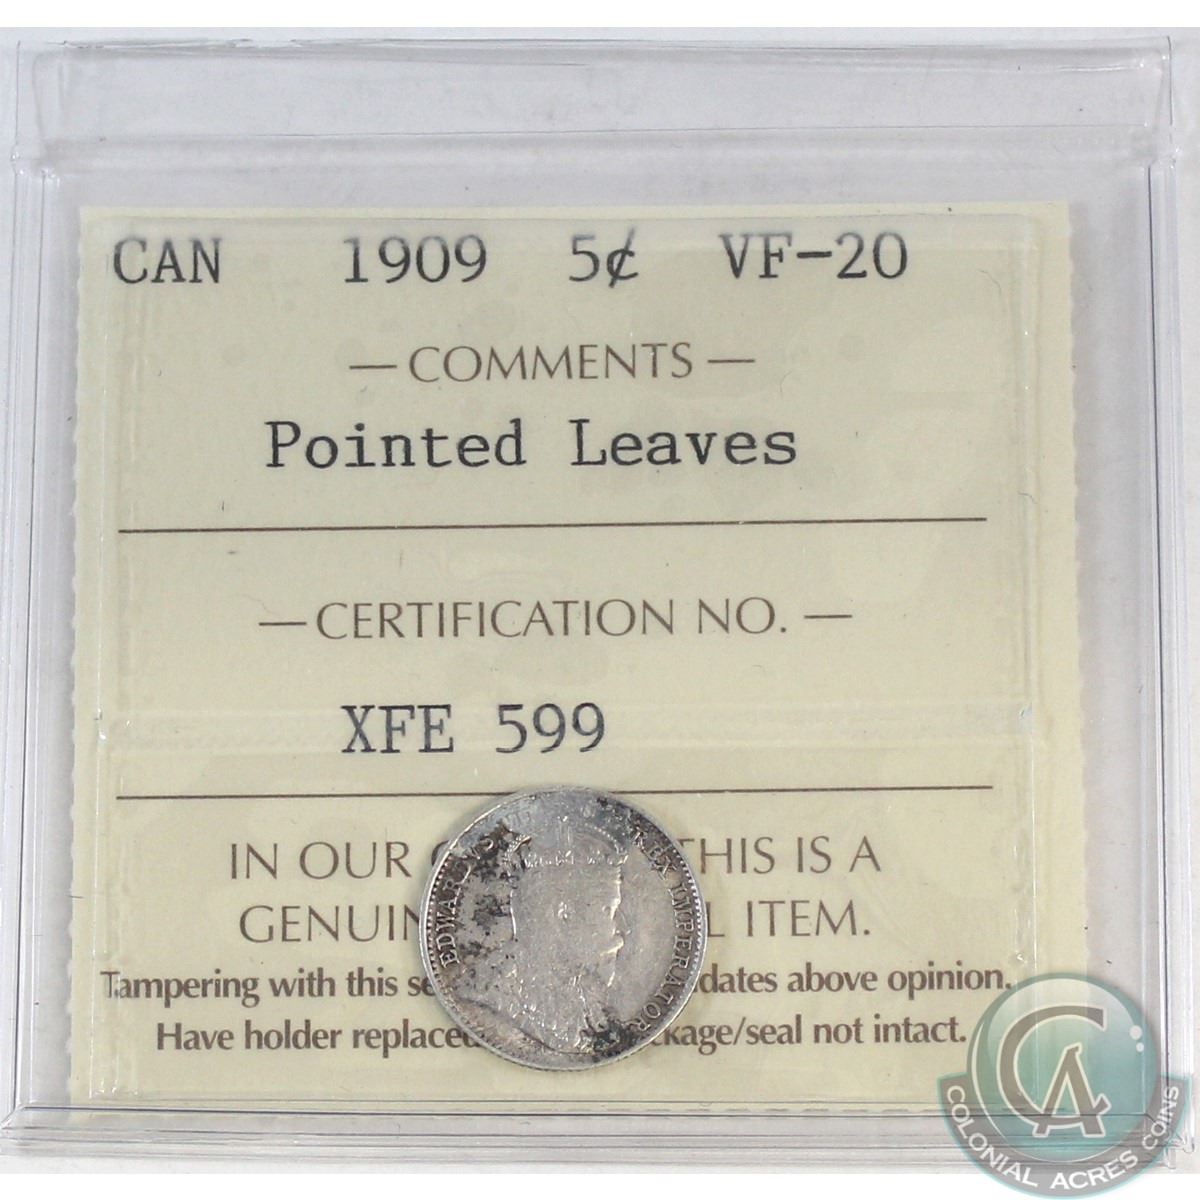 CAN 1909 5¢ VF-20
— COMMENTS —
Pointed Leaves
— CERTIFICATION NO. —
XFE 599
IN OUR THIS IS A
GENUIN L ITEM.
Tampering with this se dates above opinion.
Have holder replaced ckage/seal not intact.
EDWARDVS VII REX IMPERATOR
CA
COLONIAL ACRES COINS